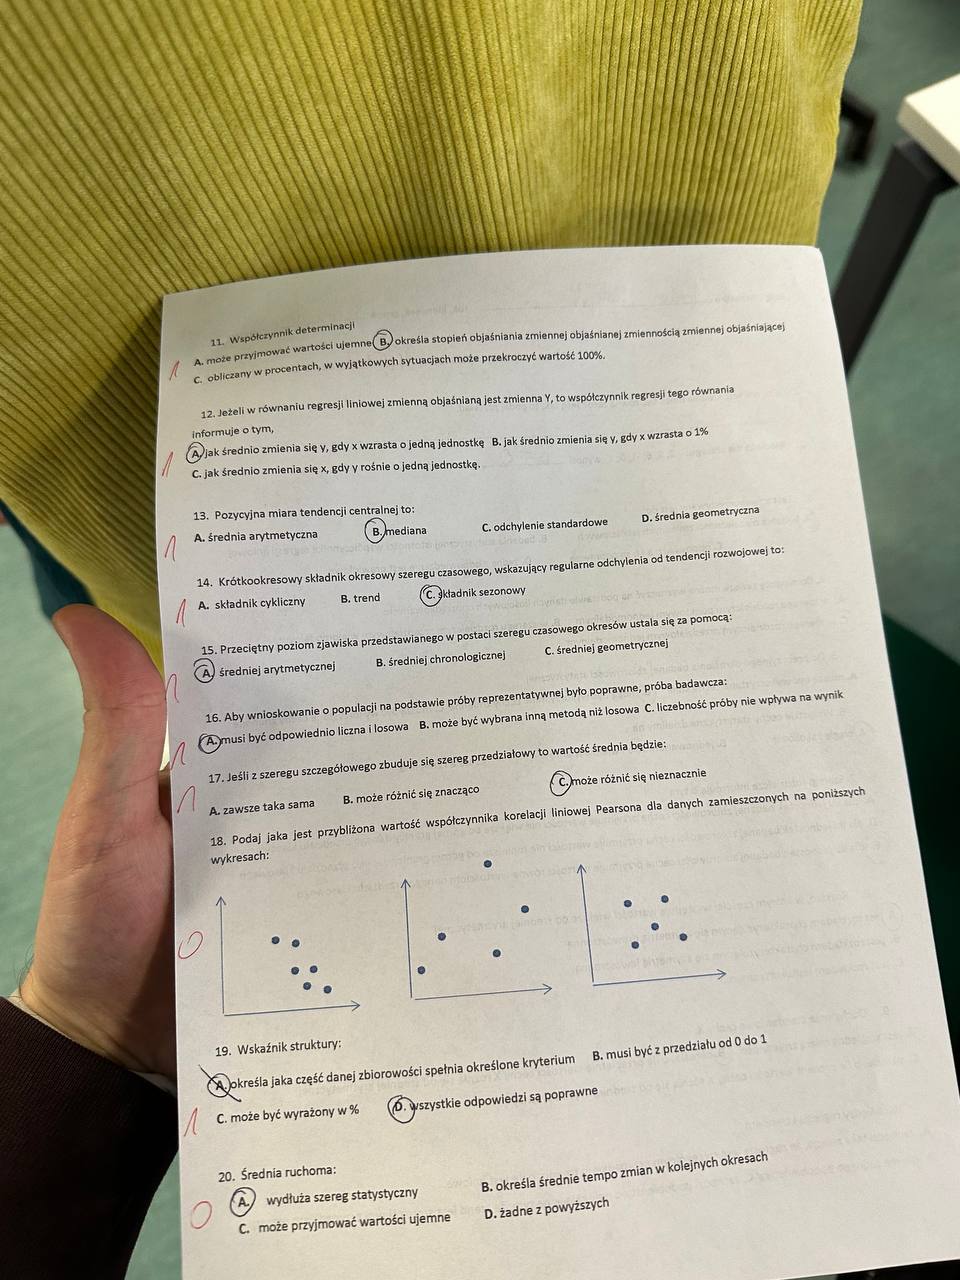 11. Współczynnik determinacji
A. może przyjmować wartości ujemne B. określa stopień objaśniania zmiennej objaśnianej zmiennością zmiennej objaśniającej
1 C. obliczany w procentach, w wyjątkowych sytuacjach może przekroczyć wartość 100%.
12. Jeżeli w równaniu regresji liniowej zmienną objaśnianą jest zmienna Y, to współczynnik regresji tego równania
informuje o tym,
A. jak średnio zmienia się y, gdy x wzrasta o jedną jednostkę B. jak średnio zmienia się y, gdy x wzrasta o 1%
1 C. jak średnio zmienia się x, gdy y rośnie o jedną jednostkę.
13. Pozycyjna miara tendencji centralnej to:
1 A. średnia arytmetyczna B. mediana C. odchylenie standardowe D. średnia geometryczna
14. Krótkookresowy składnik okresowy szeregu czasowego, wskazujący regularne odchylenia od tendencji rozwojowej to:
1 A. składnik cykliczny B. trend C. składnik sezonowy
15. Przeciętny poziom zjawiska przedstawianego w postaci szeregu czasowego okresów ustala się za pomocą:
1 A. średniej arytmetycznej B. średniej chronologicznej C. średniej geometrycznej
16. Aby wnioskowanie o populacji na podstawie próby reprezentatywnej było poprawne, próba badawcza:
1 A. musi być odpowiednio liczna i losowa B. może być wybrana inną metodą niż losowa C. liczebność próby nie wpływa na wynik
17. Jeśli z szeregu szczegółowego zbuduje się szereg przedziałowy to wartość średnia będzie:
1 A. zawsze taka sama B. może różnić się znacząco C. może różnić się nieznacznie
18. Podaj jaka jest przybliżona wartość współczynnika korelacji liniowej Pearsona dla danych zamieszczonych na poniższych
wykresach:
0
19. Wskaźnik struktury:
A. określa jaka część danej zbiorowości spełnia określone kryterium B. musi być z przedziału od 0 do 1
1 C. może być wyrażony w % D. wszystkie odpowiedzi są poprawne
20. Średnia ruchoma:
A. wydłuża szereg statystyczny B. określa średnie tempo zmian w kolejnych okresach
0 C. może przyjmować wartości ujemne D. żadne z powyższych